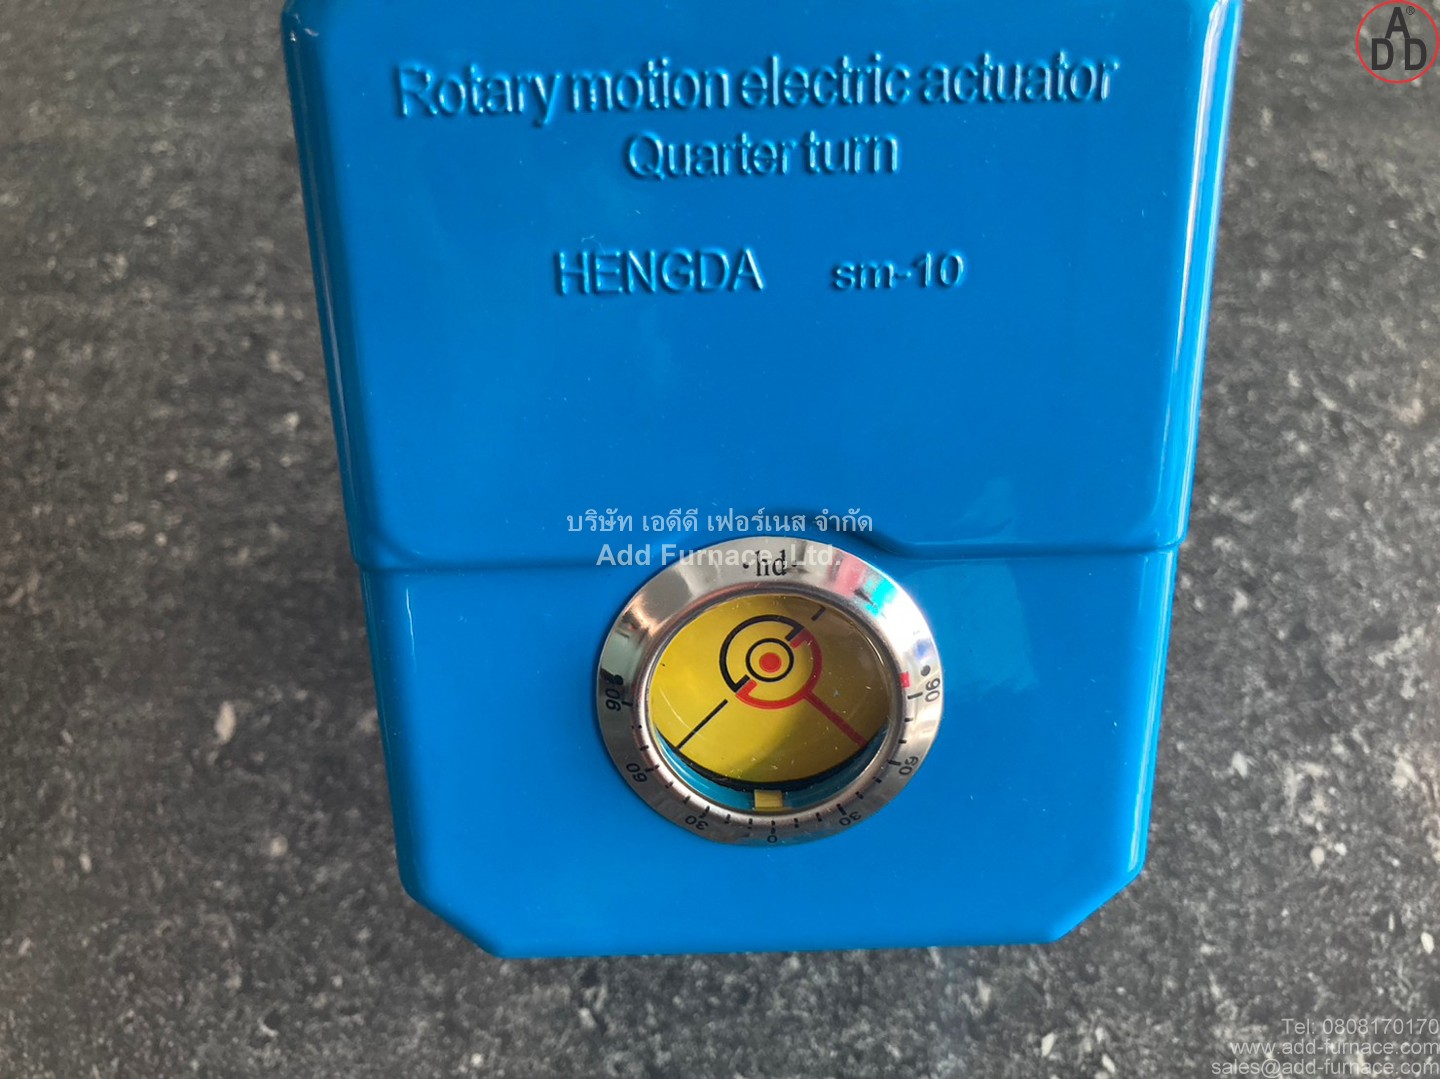 ADD®
Rotary motion electric actuator
Quarter turn
HENGDA sm-10
บริษัท เอดีดี เฟอร์เนส จำกัด
Add Furnace Ltd.
lid
90 90
60 60
30 30
0
Tel: 0808170170
www.add-furnace.com
sales@add-furnace.com